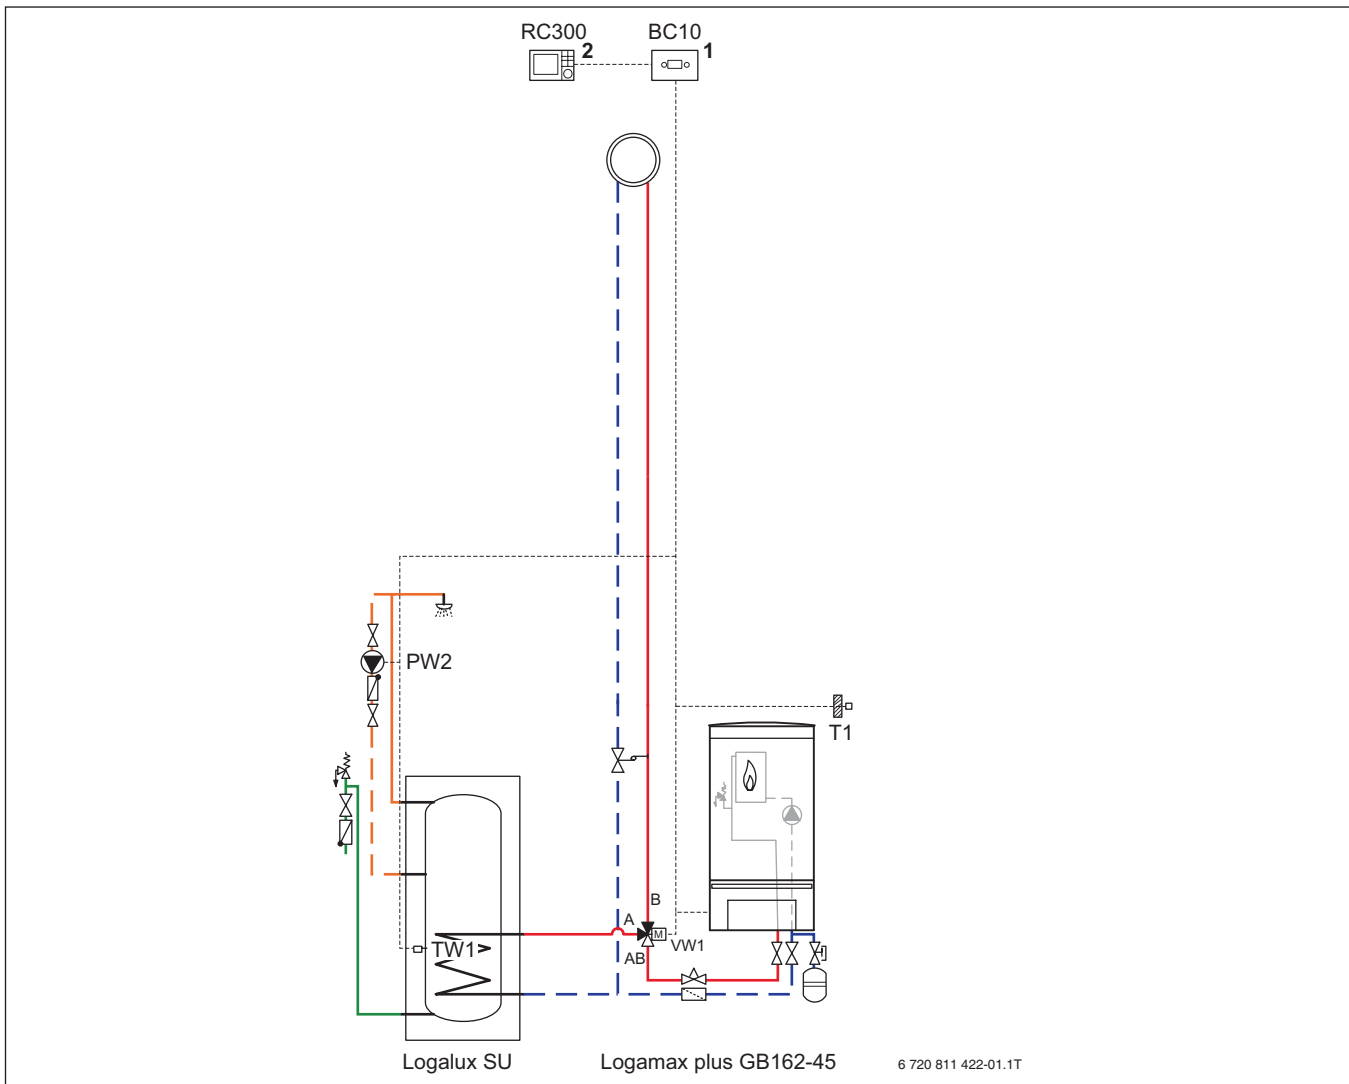 RC300
2
BC10
1
PW2
T1
B
A
M
VW1
TW1
AB
Logalux SU
Logamax plus GB162-45
6 720 811 422-01.1T